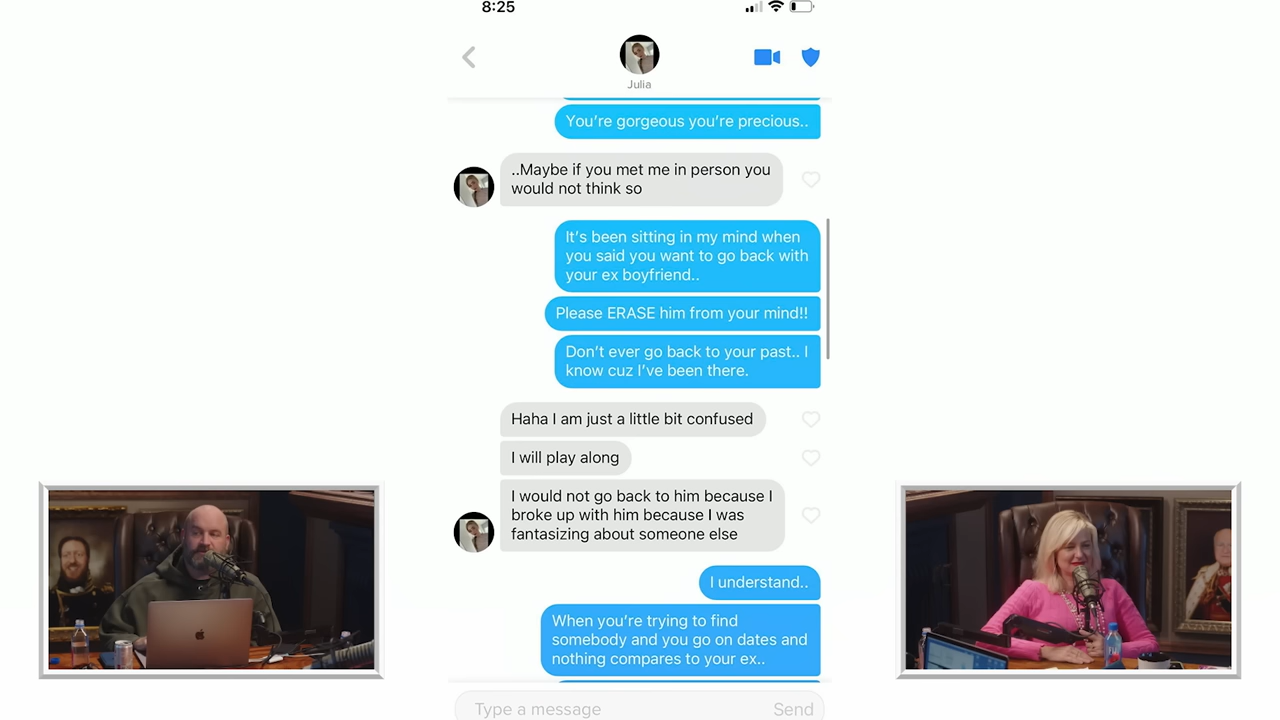 8:25
Julia
You're gorgeous you're precious..
..Maybe if you met me in person you
would not think so
It's been sitting in my mind when
you said you want to go back with
your ex boyfriend..
Please ERASE him from your mind!!
Don't ever go back to your past.. I
know cuz I've been there.
Haha I am just a little bit confused
I will play along
I would not go back to him because I
broke up with him because I was
fantasizing about someone else
I understand..
When you're trying to find
somebody and you go on dates and
nothing compares to your ex..
Type a message
Send